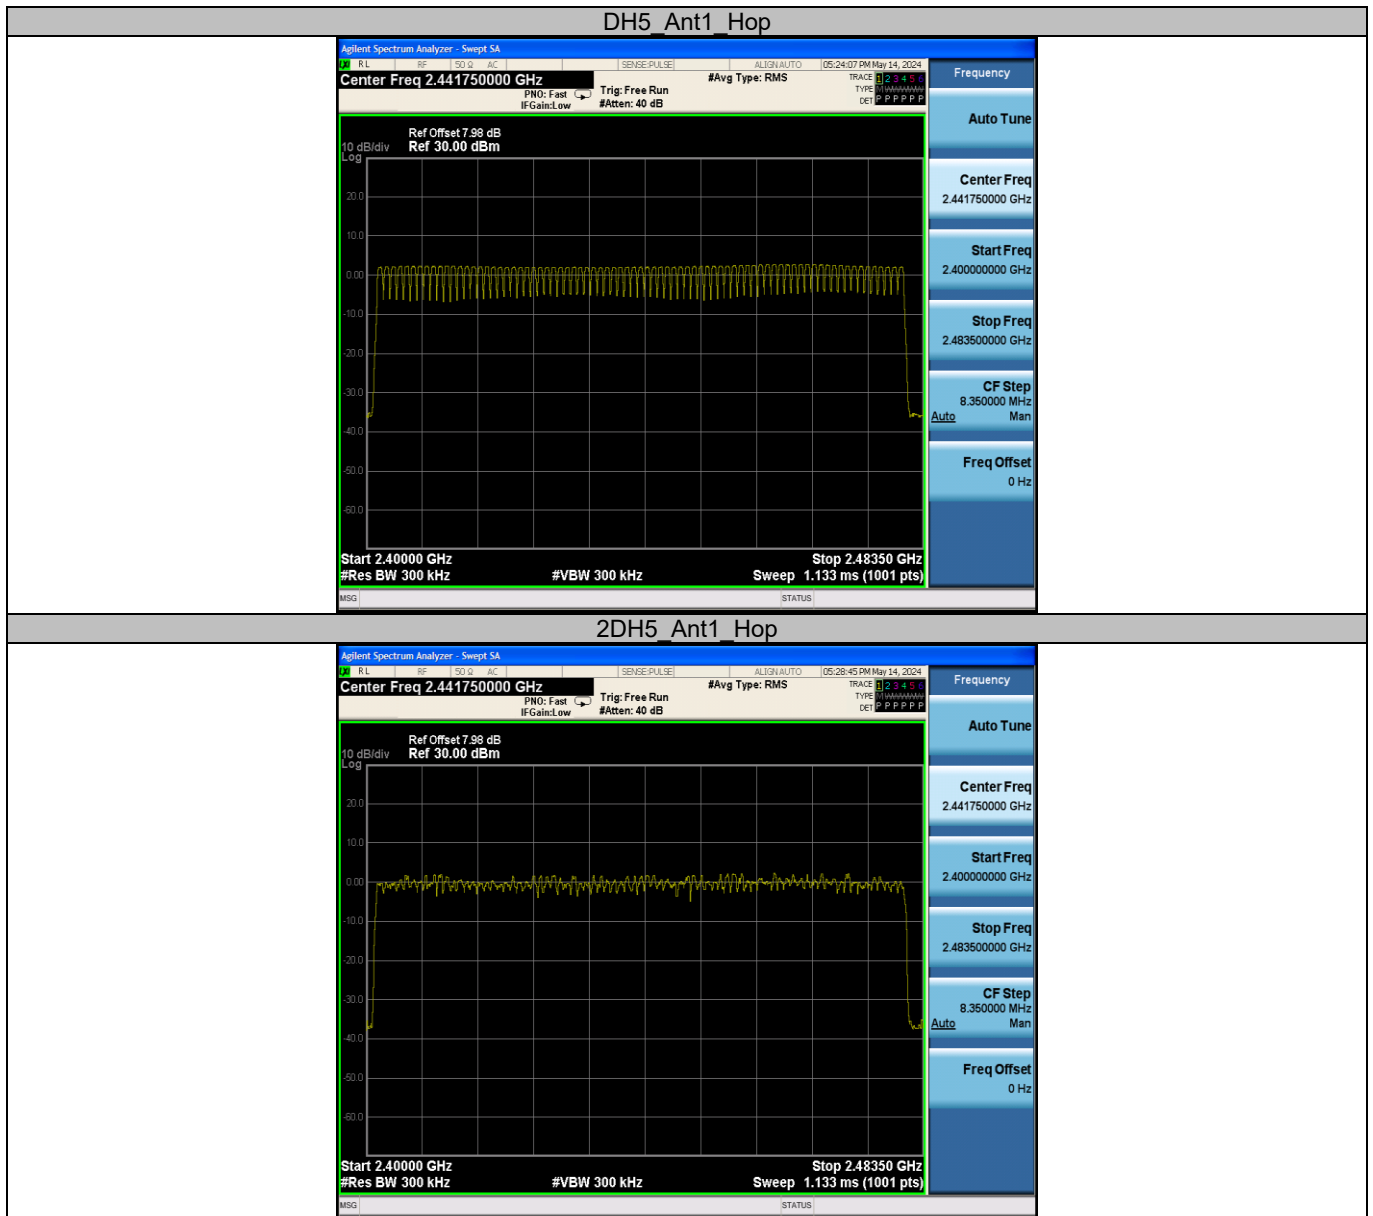 DH5_Ant1_Hop
Agilent Spectrum Analyzer - Swept SA
RL RF 50 Ω AC SENSE:PULSE ALIGN AUTO 05:24:07 PM May 14, 2024
Center Freq 2.441750000 GHz #Avg Type: RMS TRACE 1 2 3 4 5 6
PNO: Fast Trig: Free Run TYPE M
IFGain:Low #Atten: 40 dB DET P P P P P P
Frequency
Auto Tune
Ref Offset 7.98 dB
10 dB/div Ref 30.00 dBm
Log
20.0
10.0
0.00
-10.0
-20.0
-30.0
-40.0
-50.0
-60.0
Center Freq
2.441750000 GHz
Start Freq
2.400000000 GHz
Stop Freq
2.483500000 GHz
CF Step
8.350000 MHz
Auto Man
Freq Offset
0 Hz
Start 2.40000 GHz Stop 2.48350 GHz
#Res BW 300 kHz #VBW 300 kHz Sweep 1.133 ms (1001 pts)
MSG STATUS
2DH5_Ant1_Hop
Agilent Spectrum Analyzer - Swept SA
RL RF 50 Ω AC SENSE:PULSE ALIGN AUTO 05:28:45 PM May 14, 2024
Center Freq 2.441750000 GHz #Avg Type: RMS TRACE 1 2 3 4 5 6
PNO: Fast Trig: Free Run TYPE M
IFGain:Low #Atten: 40 dB DET P P P P P P
Frequency
Auto Tune
Ref Offset 7.98 dB
10 dB/div Ref 30.00 dBm
Log
20.0
10.0
0.00
-10.0
-20.0
-30.0
-40.0
-50.0
-60.0
Center Freq
2.441750000 GHz
Start Freq
2.400000000 GHz
Stop Freq
2.483500000 GHz
CF Step
8.350000 MHz
Auto Man
Freq Offset
0 Hz
Start 2.40000 GHz Stop 2.48350 GHz
#Res BW 300 kHz #VBW 300 kHz Sweep 1.133 ms (1001 pts)
MSG STATUS